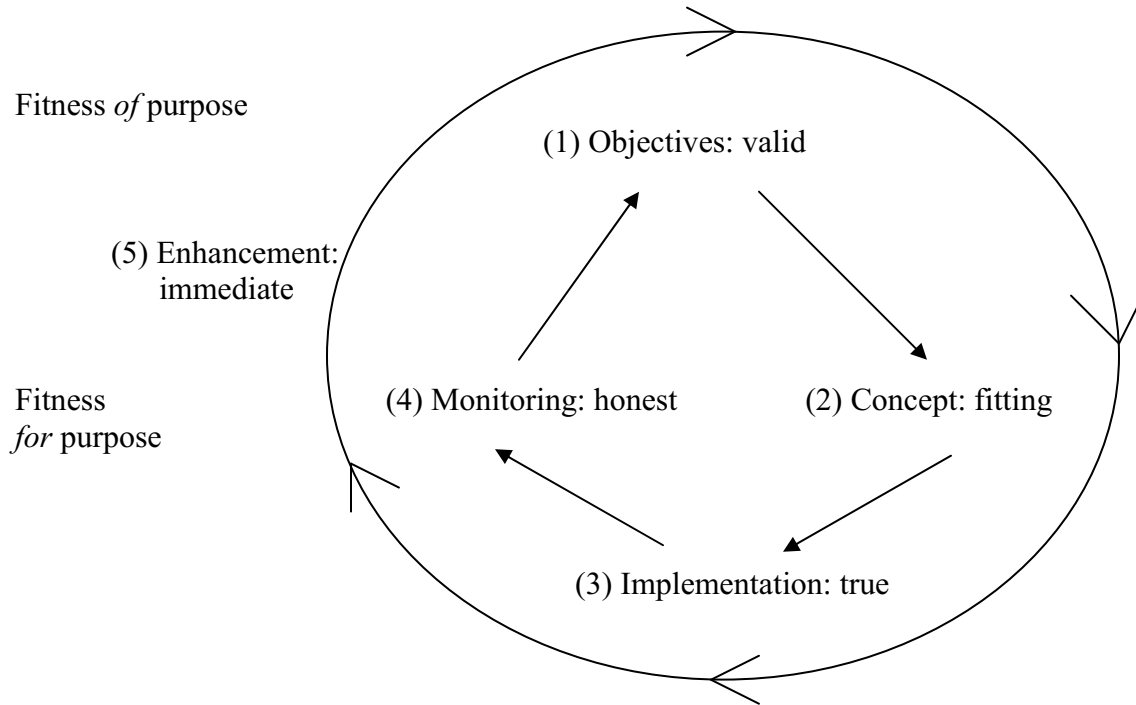 Fitness of purpose
(1) Objectives: valid
(5) Enhancement:
immediate
Fitness
for purpose
(4) Monitoring: honest
(2) Concept: fitting
(3) Implementation: true